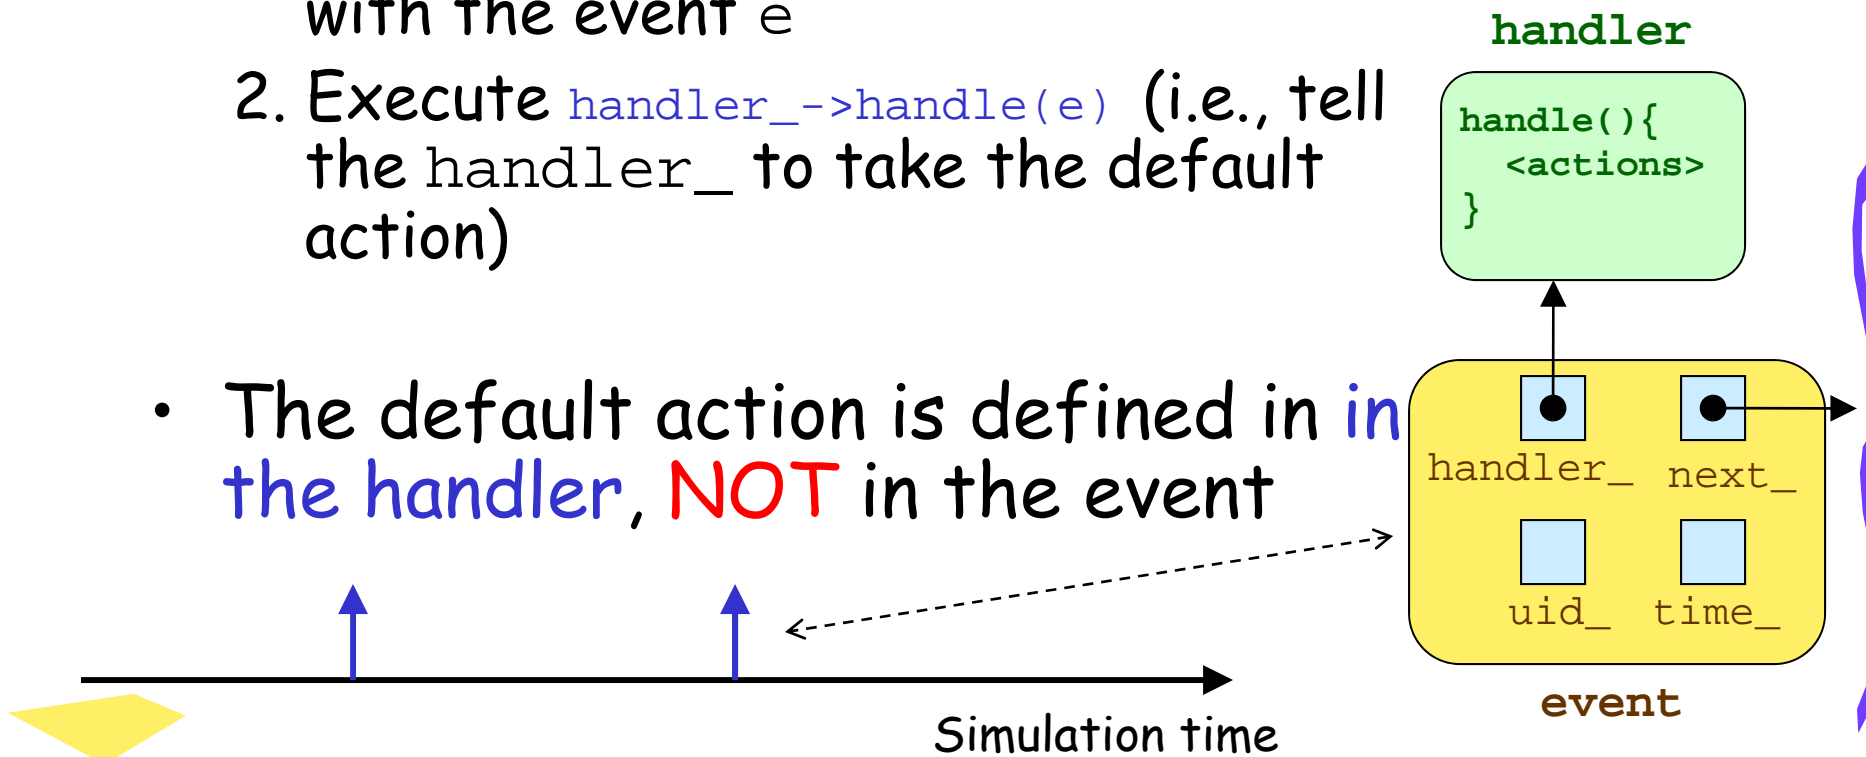 with the event e
2. Execute handler_->handle(e) (i.e., tell
the handler_ to take the default
action)
• The default action is defined in in
the handler, NOT in the event
Simulation time
handler
handle(){
<actions>
}
handler_ next_
uid_ time_
event